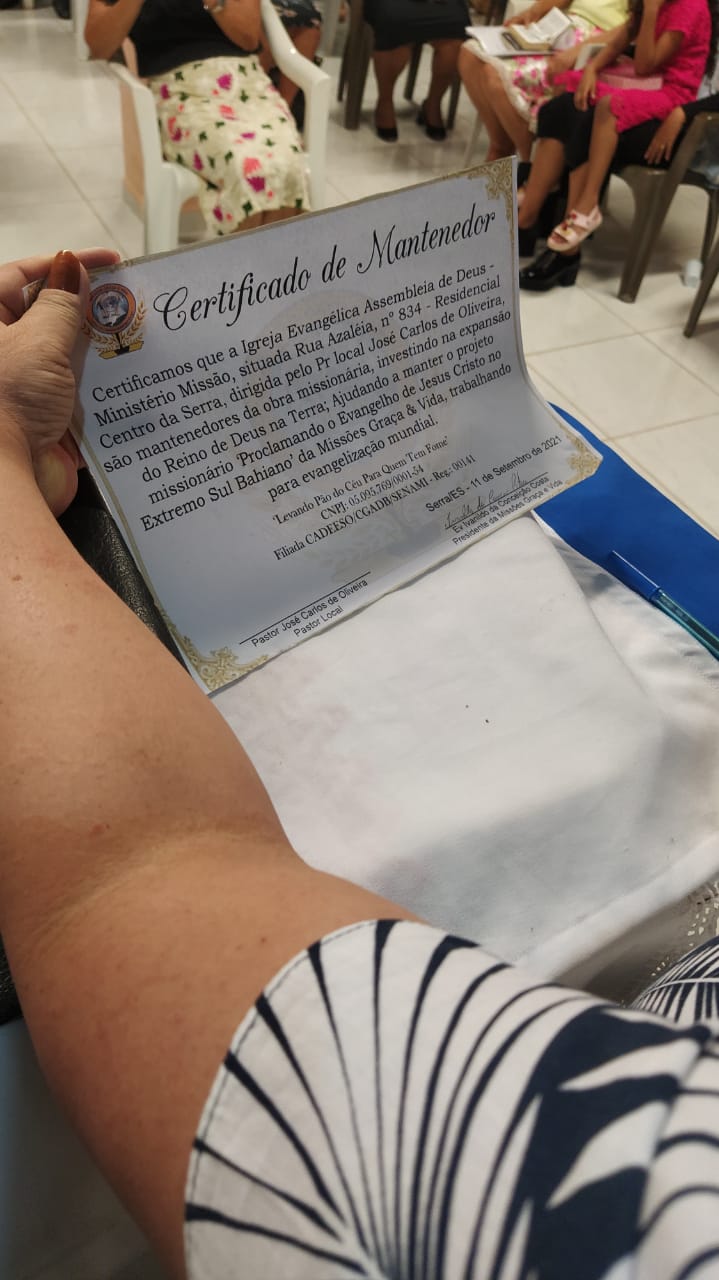 Certificado de Mantenedor
Certificamos que a Igreja Evangélica Assembleia de Deus -
Ministério Missão, situada Rua Azaléia, nº 834 - Residencial
Centro da Serra, dirigida pelo Pr local José Carlos de Oliveira,
são mantenedores da obra missionária, investindo na expansão
do Reino de Deus na Terra; Ajudando a manter o projeto
missionário 'Proclamando o Evangelho de Jesus Cristo no
Extremo Sul Bahiano' da Missões Graça & Vida, trabalhando
para evangelização mundial.
'Levando Pão do Céu Para Quem Tem Fome'
CNPJ: 05.095.769/0001-54
Filiada CADEESO/CGADB/SENAMI - Reg.: 00141
Serra/ES - 11 de Setembro de 2021
Ev Ivanildo da Conceição Costa
Presidente da Missões Graça e Vida
Pastor José Carlos de Oliveira
Pastor Local